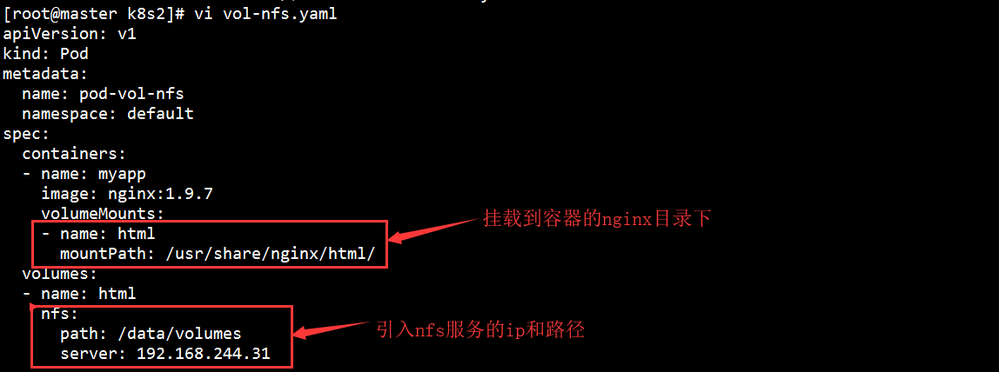 [root@master k8s2]# vi vol-nfs.yaml
apiVersion: v1
kind: Pod
metadata:
  name: pod-vol-nfs
  namespace: default
spec:
  containers:
  - name: myapp
    image: nginx:1.9.7
    volumeMounts:
    - name: html
      mountPath: /usr/share/nginx/html/
挂载到容器的nginx目录下
  volumes:
  - name: html
    nfs:
      path: /data/volumes
      server: 192.168.244.31
引入nfs服务的ip和路径